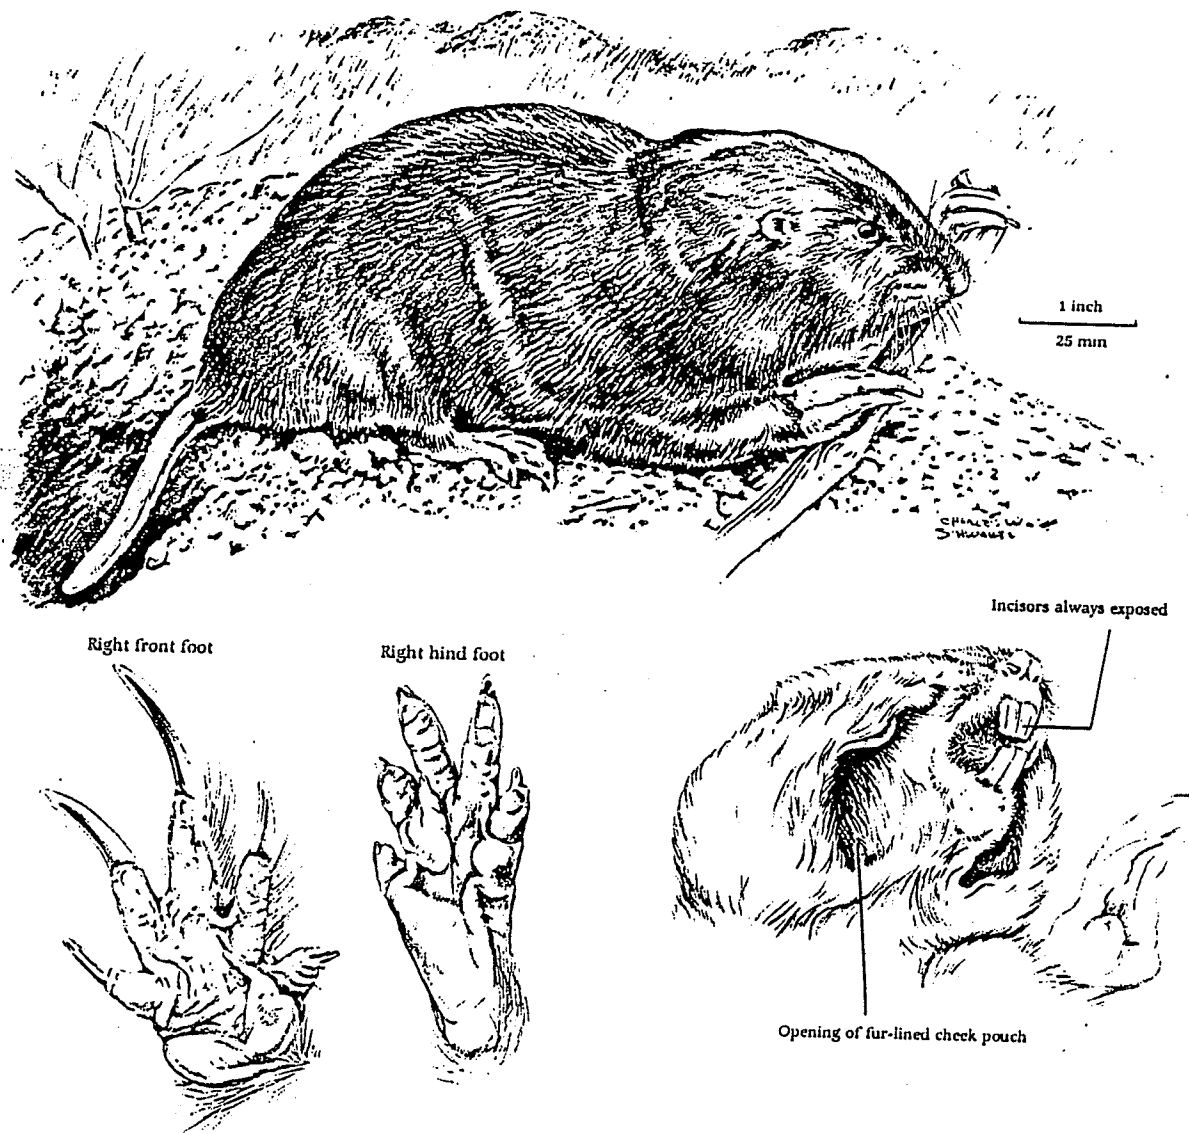 1 inch
25 mm
Right front foot
Right hind foot
Incisors always exposed
Opening of fur-lined cheek pouch